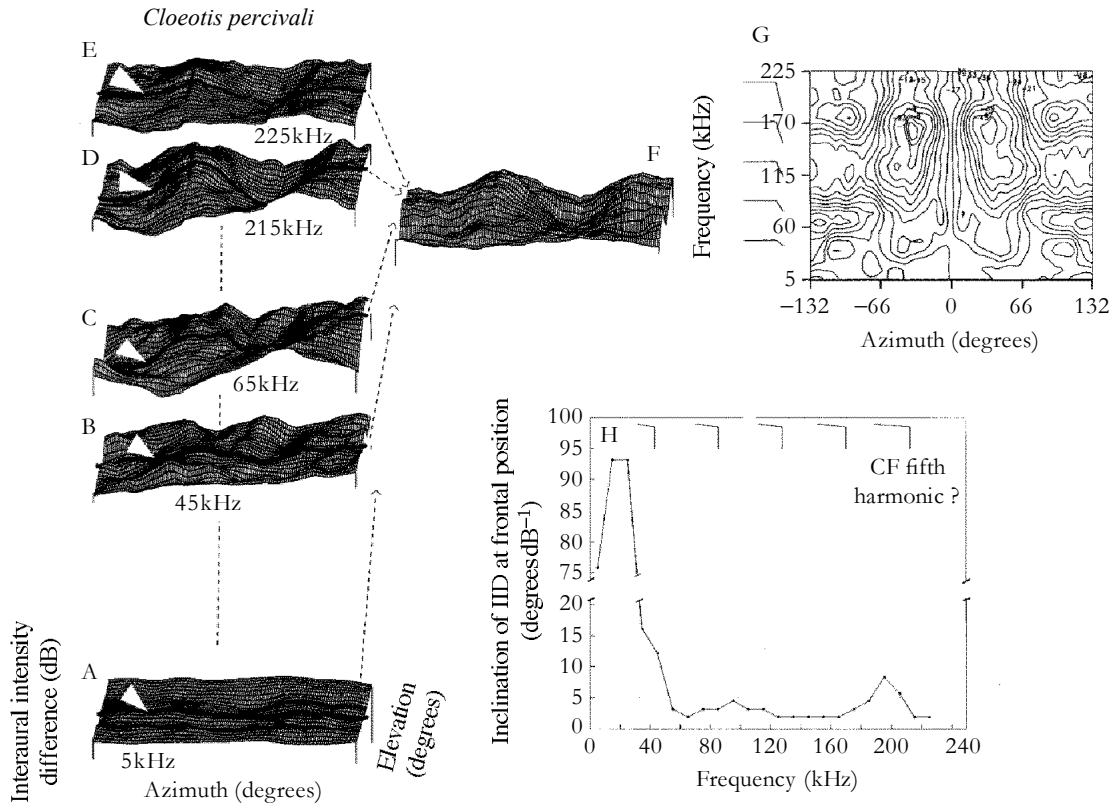 Cloeotis percivali
E
225kHz
D
215kHz
C
65kHz
B
45kHz
A
5kHz
Interaural intensity
difference (dB)
Azimuth (degrees)
Elevation
(degrees)
F
G
225
170
115
60
5
Frequency (kHz)
−132
−66
0
66
132
Azimuth (degrees)
H
100
95
90
85
80
75
20
15
10
5
0
Inclination of IID at frontal position
(degrees dB−1)
CF fifth
harmonic ?
0
40
80
120
160
200
240
Frequency (kHz)